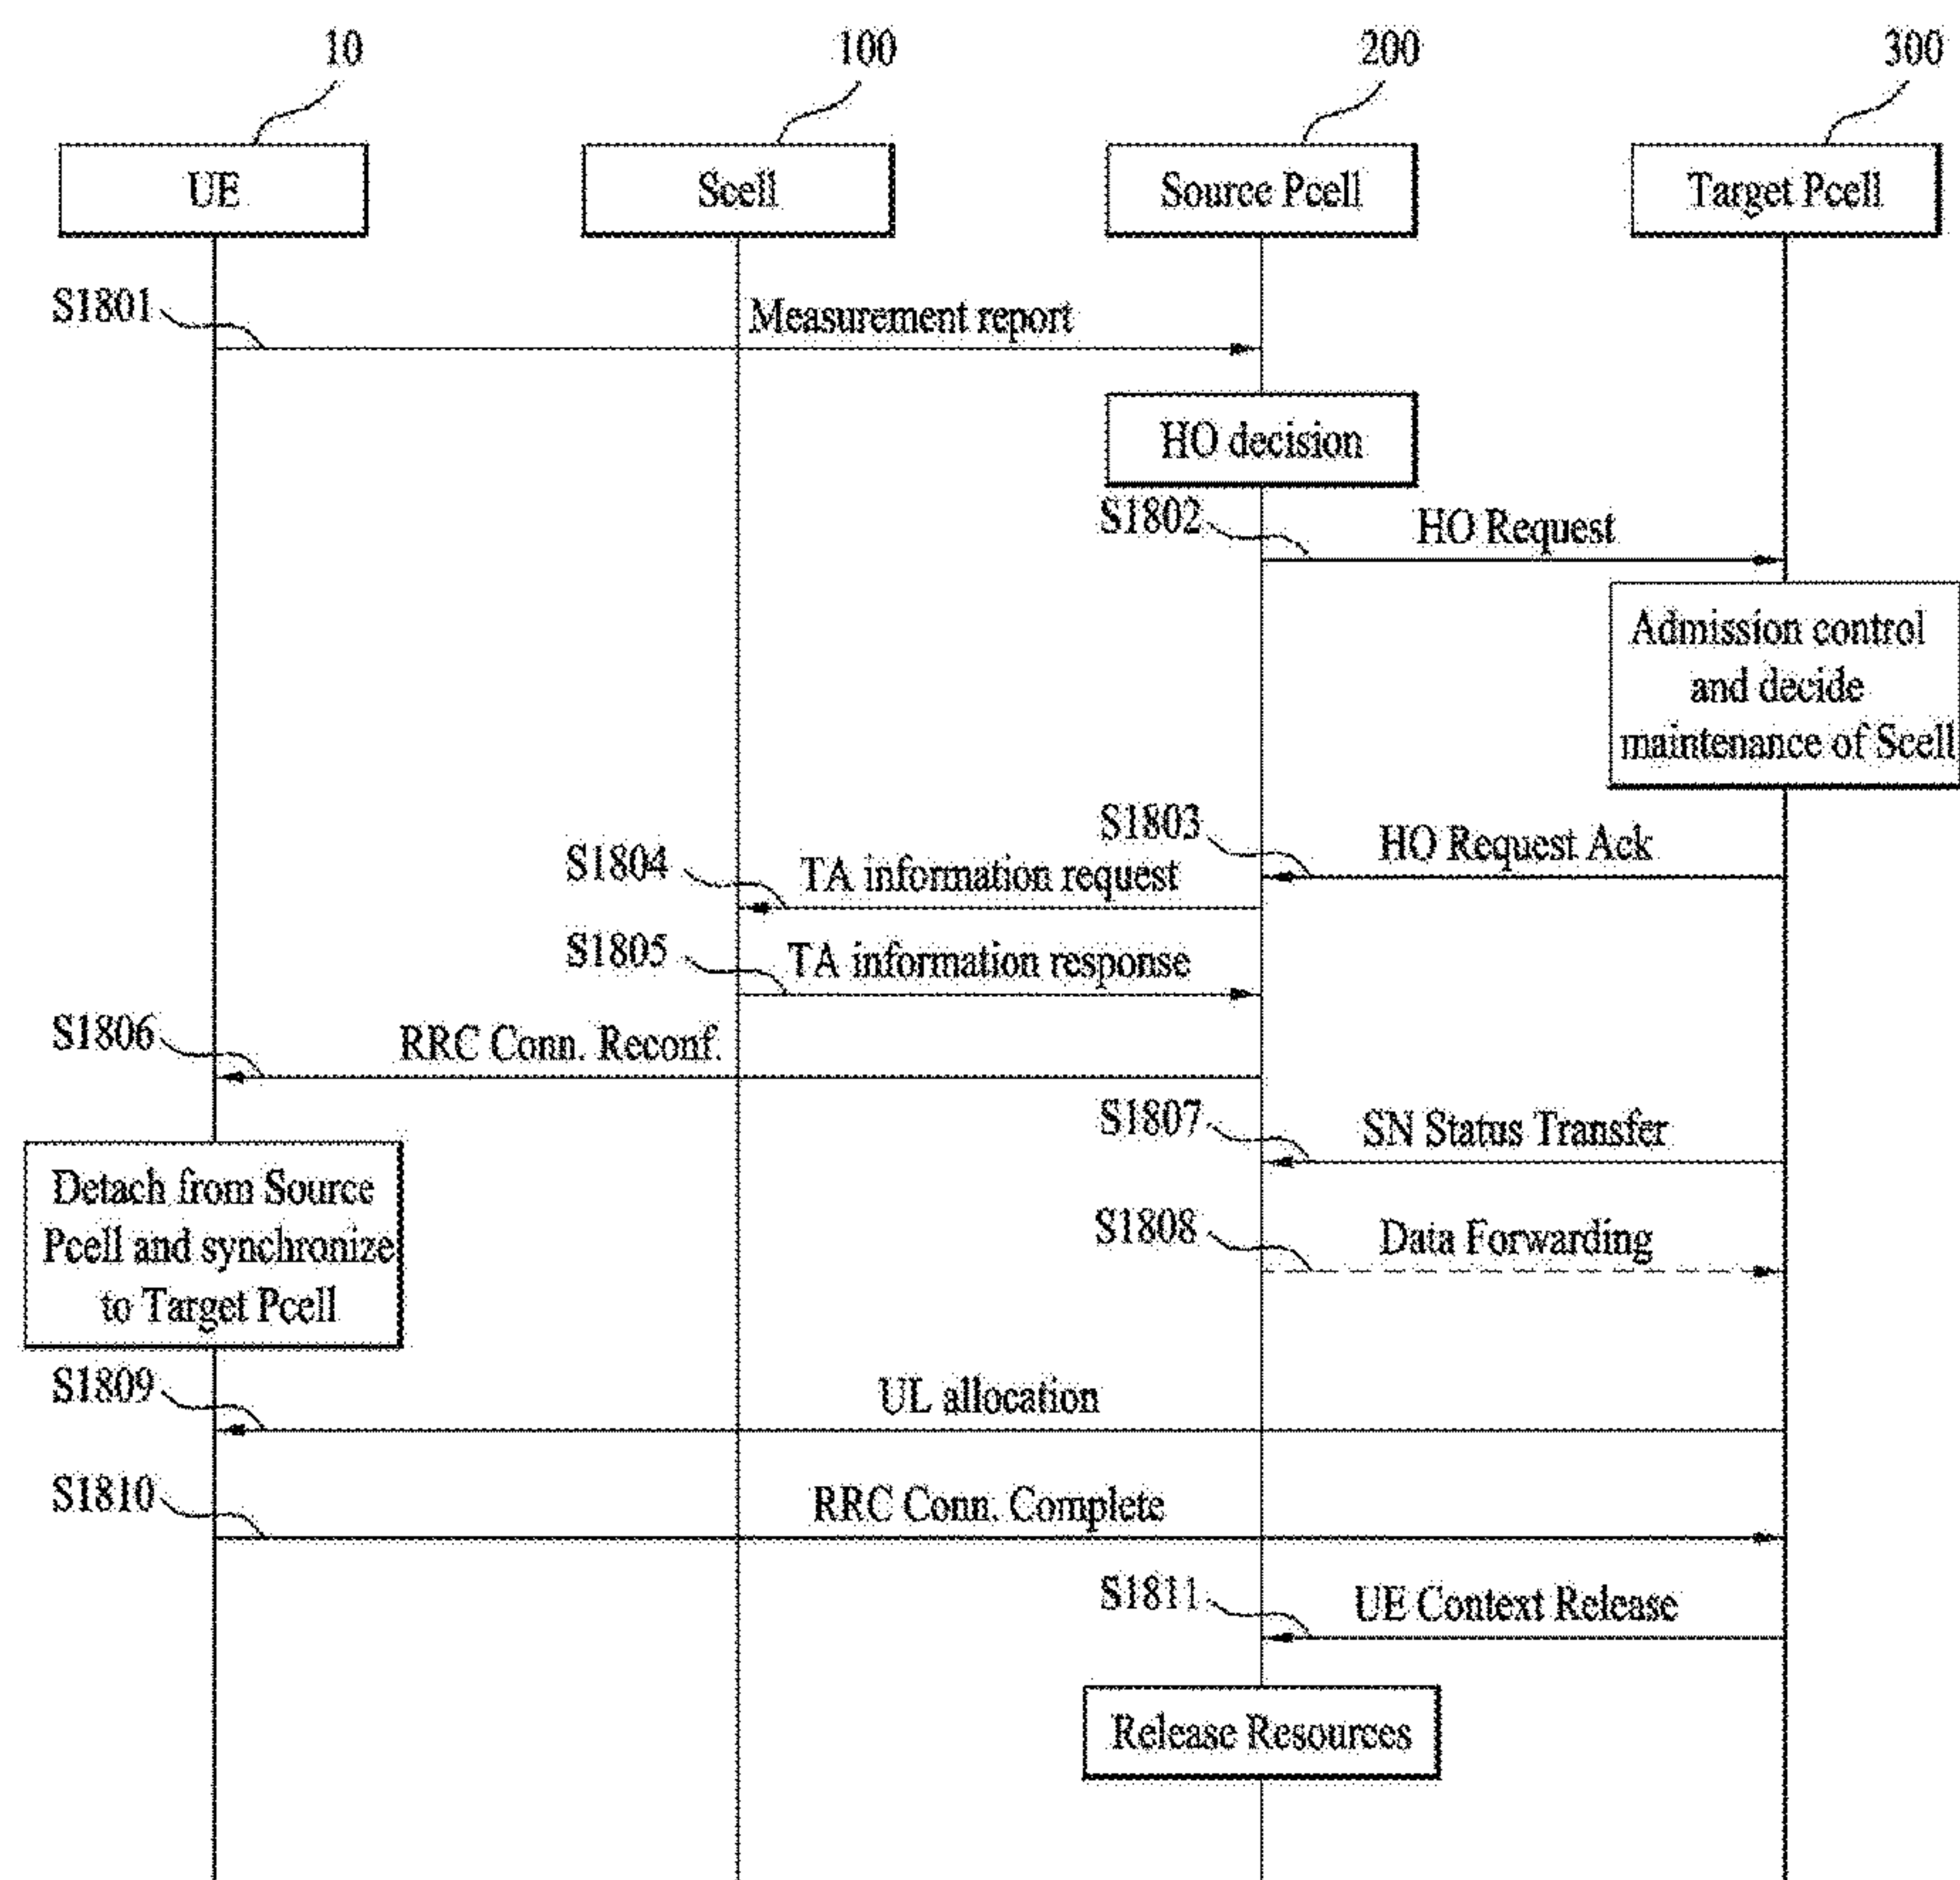 10
100
200
300
UE
Scell
Source Pcell
Target Pcell
S1801
Measurement report
HO decision
S1802
HO Request
Admission control
and decide
maintenance of Scell
S1803
HO Request Ack
S1804
TA information request
S1805
TA information response
S1806
RRC Conn. Reconf.
S1807
SN Status Transfer
Detach from Source
Pcell and synchronize
to Target Pcell
S1808
Data Forwarding
S1809
UL allocation
S1810
RRC Conn. Complete
S1811
UE Context Release
Release Resources